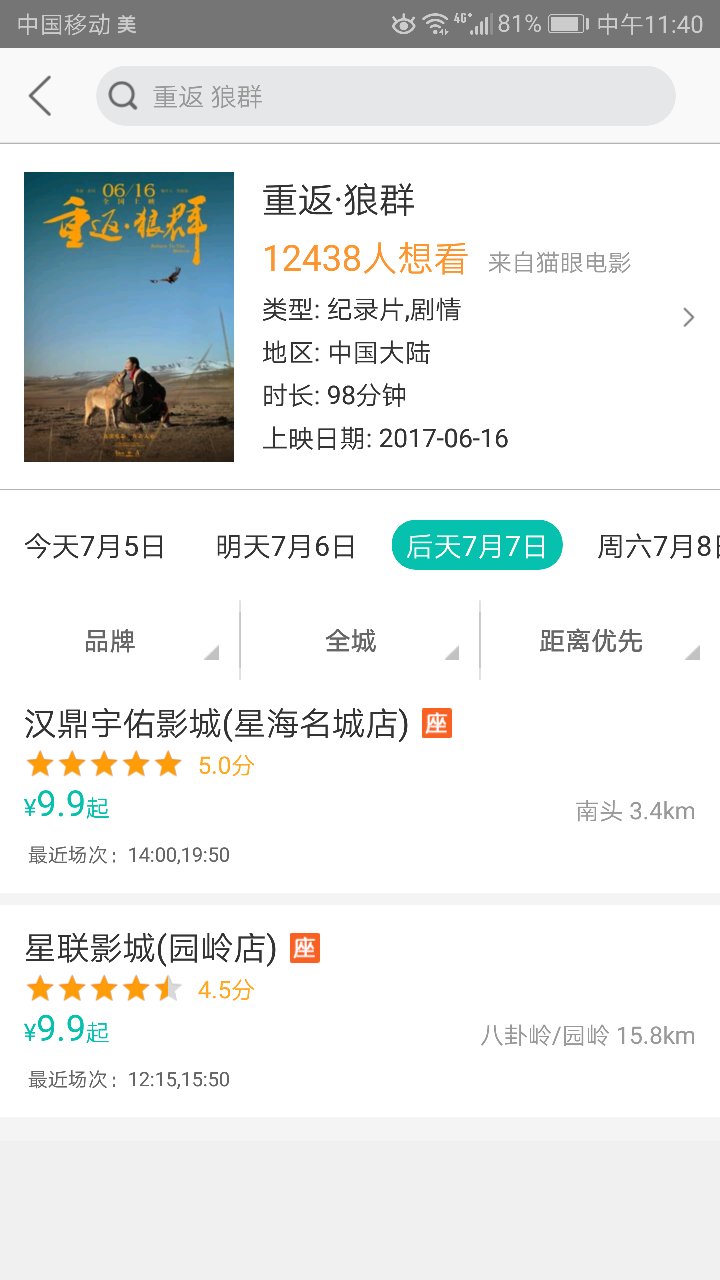 中国移动 美 4G+ 81% 中午11:40
重返 狼群
06/16
全国上映
重返·狼群
重返·狼群
12438人想看 来自猫眼电影
类型: 纪录片,剧情
地区: 中国大陆
时长: 98分钟
上映日期: 2017-06-16
今天7月5日 明天7月6日 后天7月7日 周六7月8日
品牌 全城 距离优先
汉鼎宇佑影城(星海名城店) 座
5.0分
¥9.9起
南头 3.4km
最近场次：14:00,19:50
星联影城(园岭店) 座
4.5分
¥9.9起
八卦岭/园岭 15.8km
最近场次：12:15,15:50